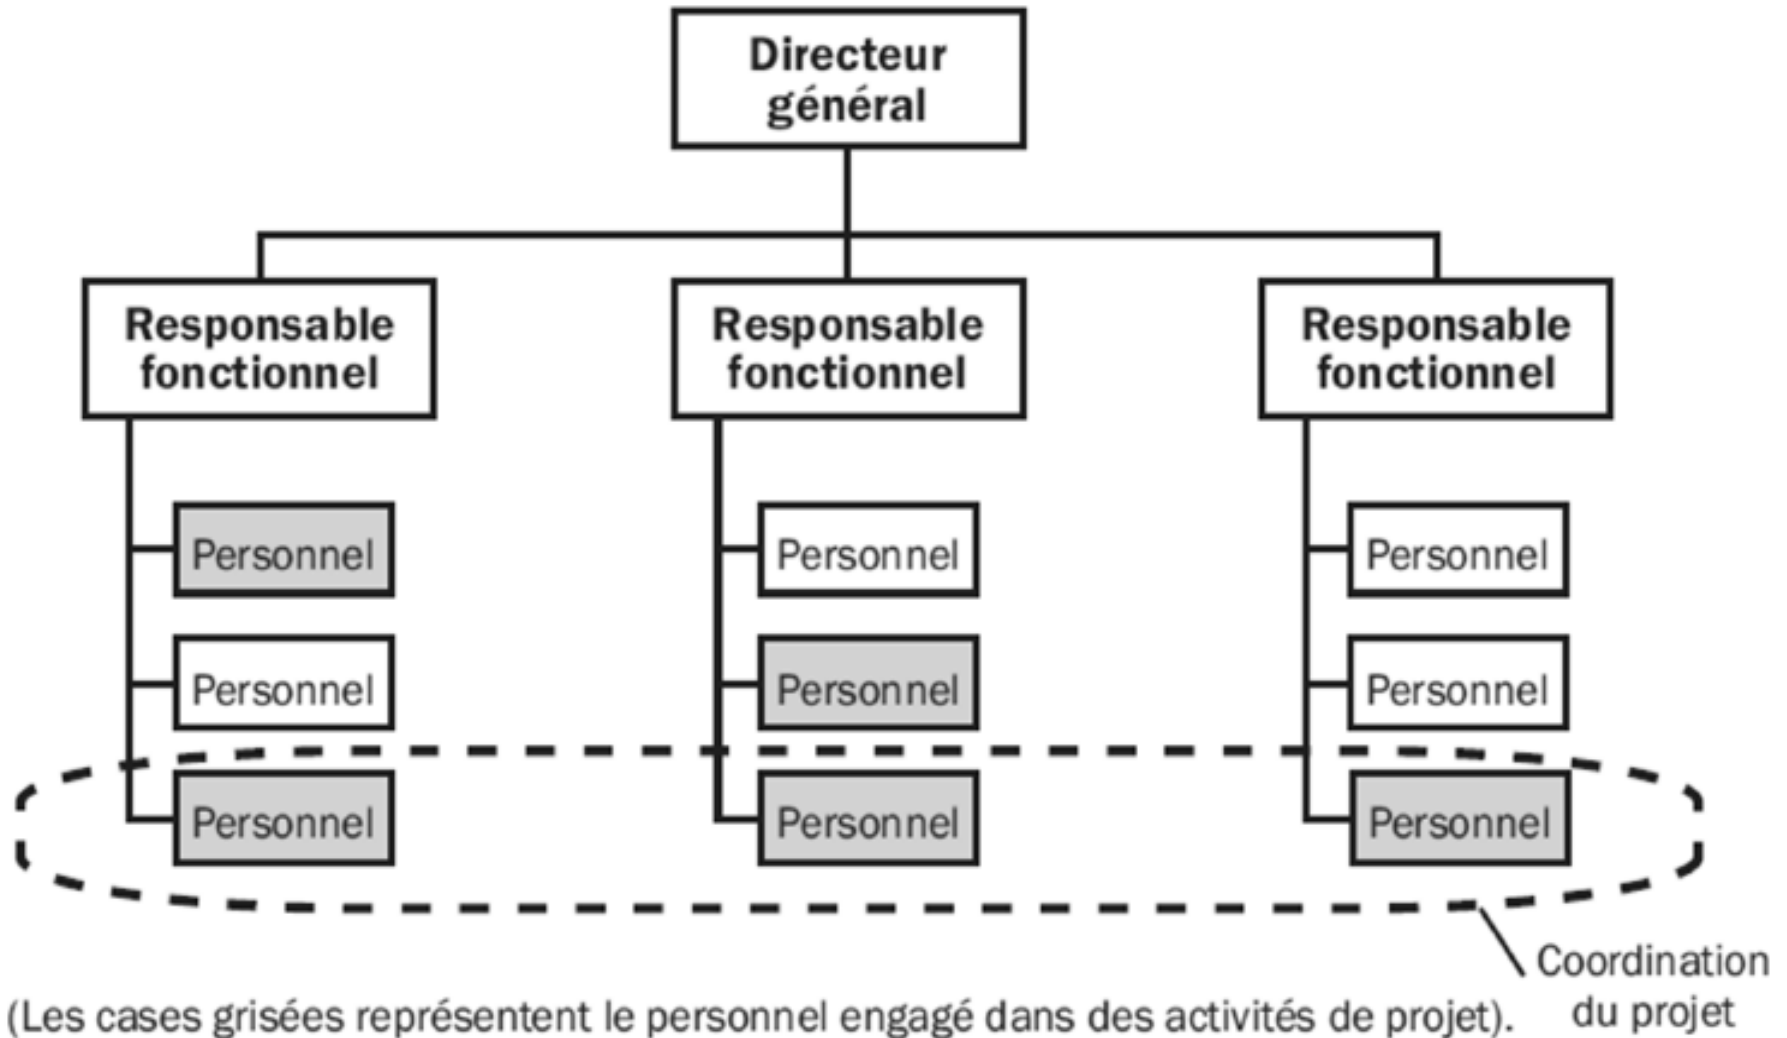 Directeur
général
Responsable
fonctionnel
Responsable
fonctionnel
Responsable
fonctionnel
Personnel
Personnel
Personnel
Personnel
Personnel
Personnel
Personnel
Personnel
Personnel
Coordination
du projet
(Les cases grisées représentent le personnel engagé dans des activités de projet).